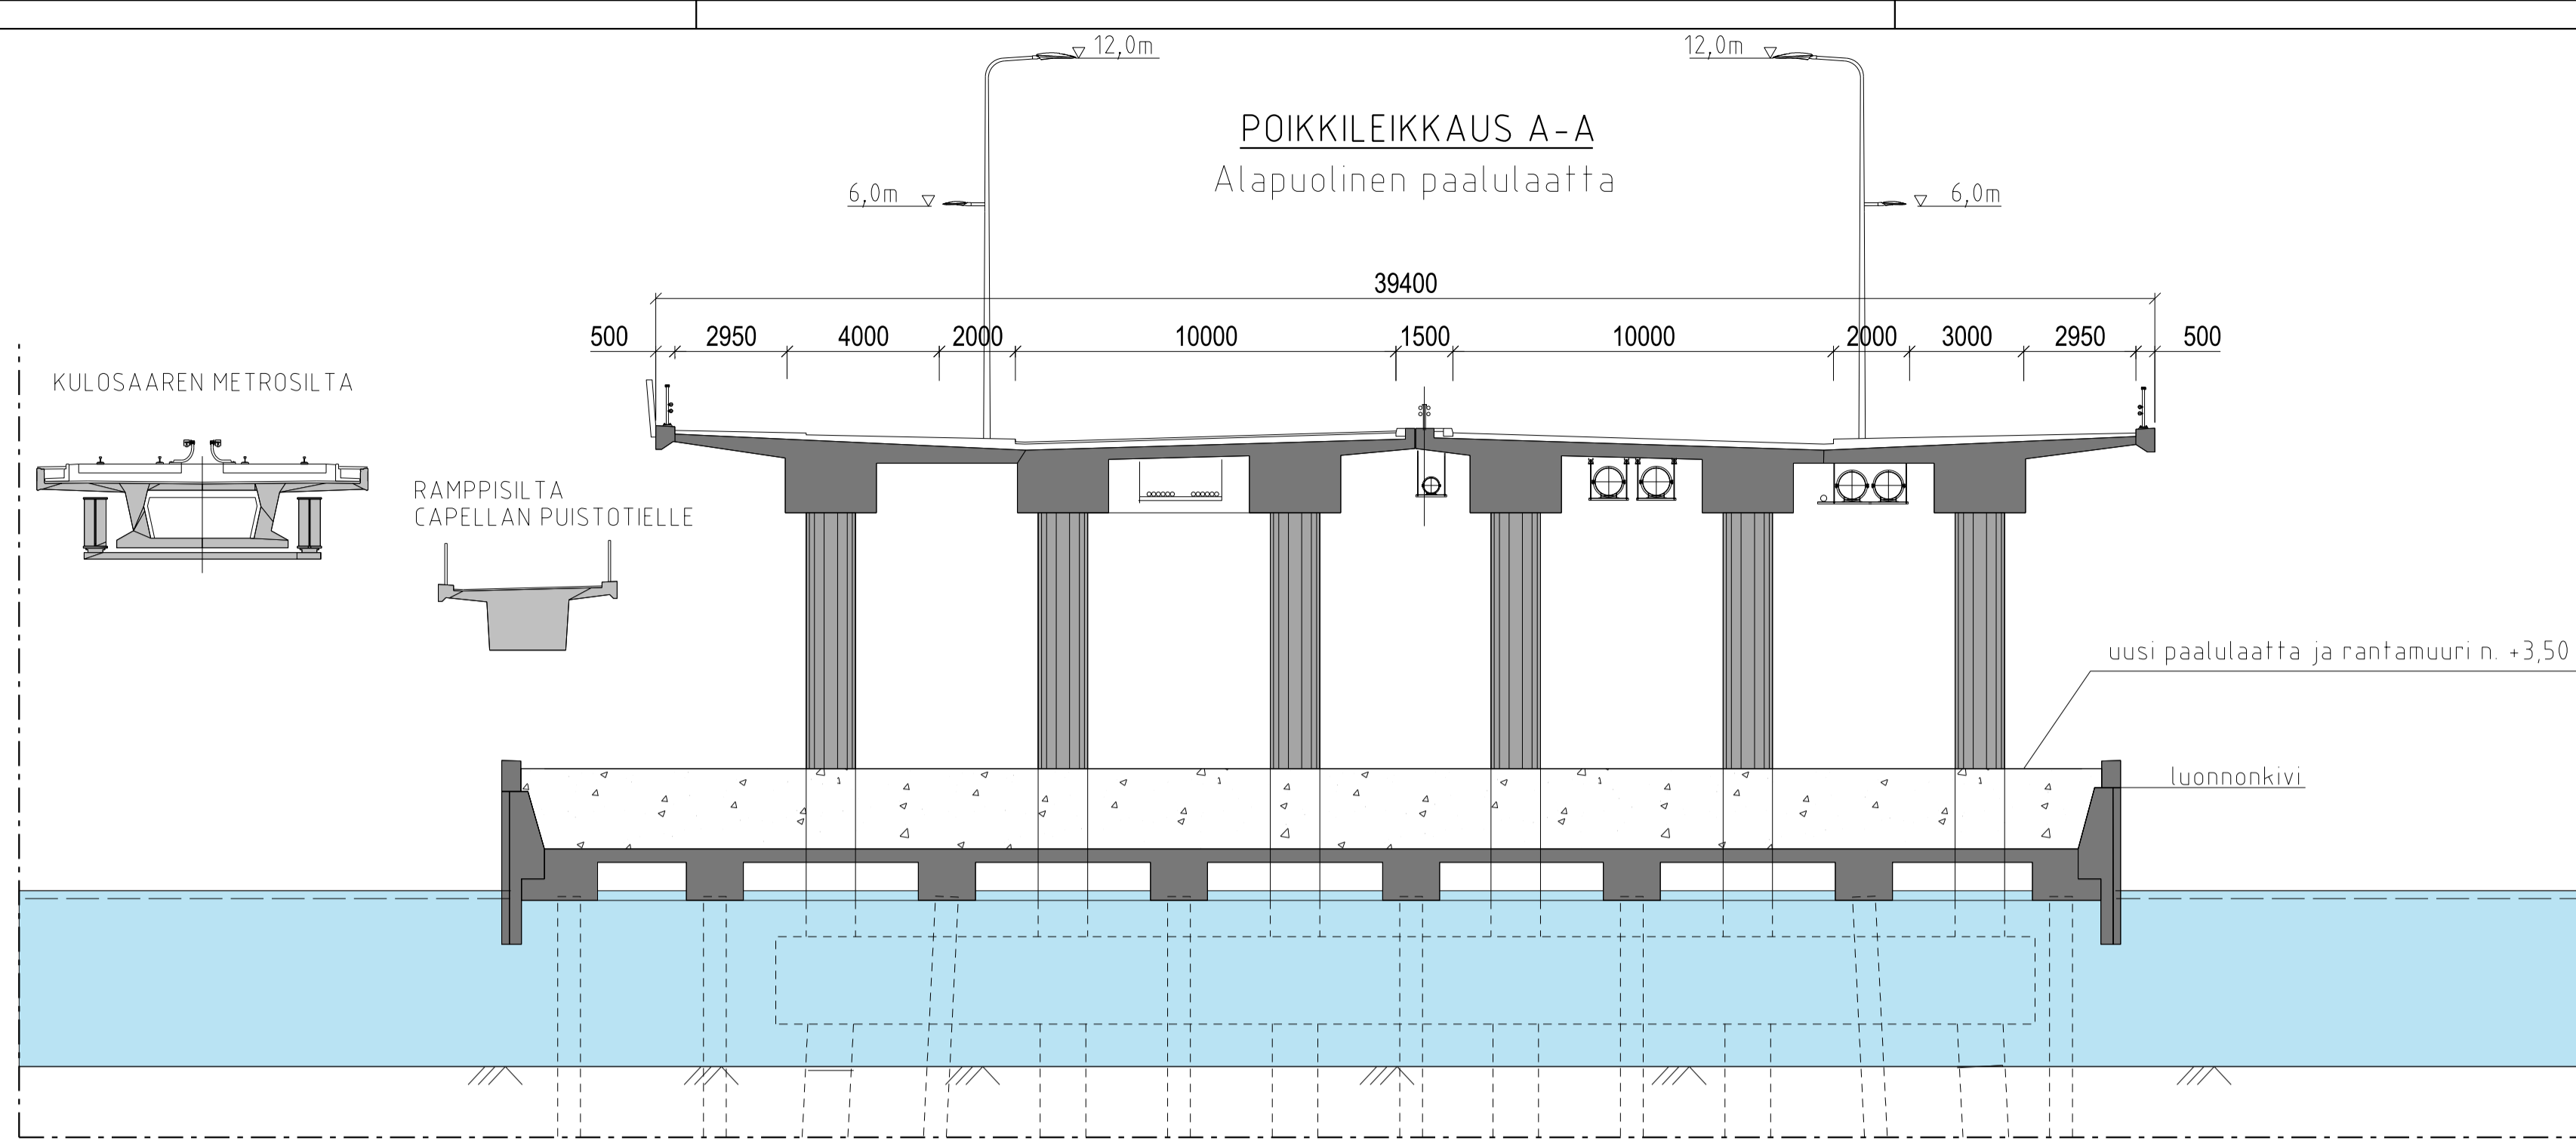 12,0m
12,0m
POIKKILEIKKAUS A-A
Alapuolinen paalulaatta
6,0m
6,0m
39400
500 2950 4000 2000 10000 1500 10000 2000 3000 2950 500
KULOSAAREN METROSILTA
RAMPPISILTA
CAPELLAN PUISTOTIELLE
uusi paalulaatta ja rantamuuri n. +3,50
luonnonkivi